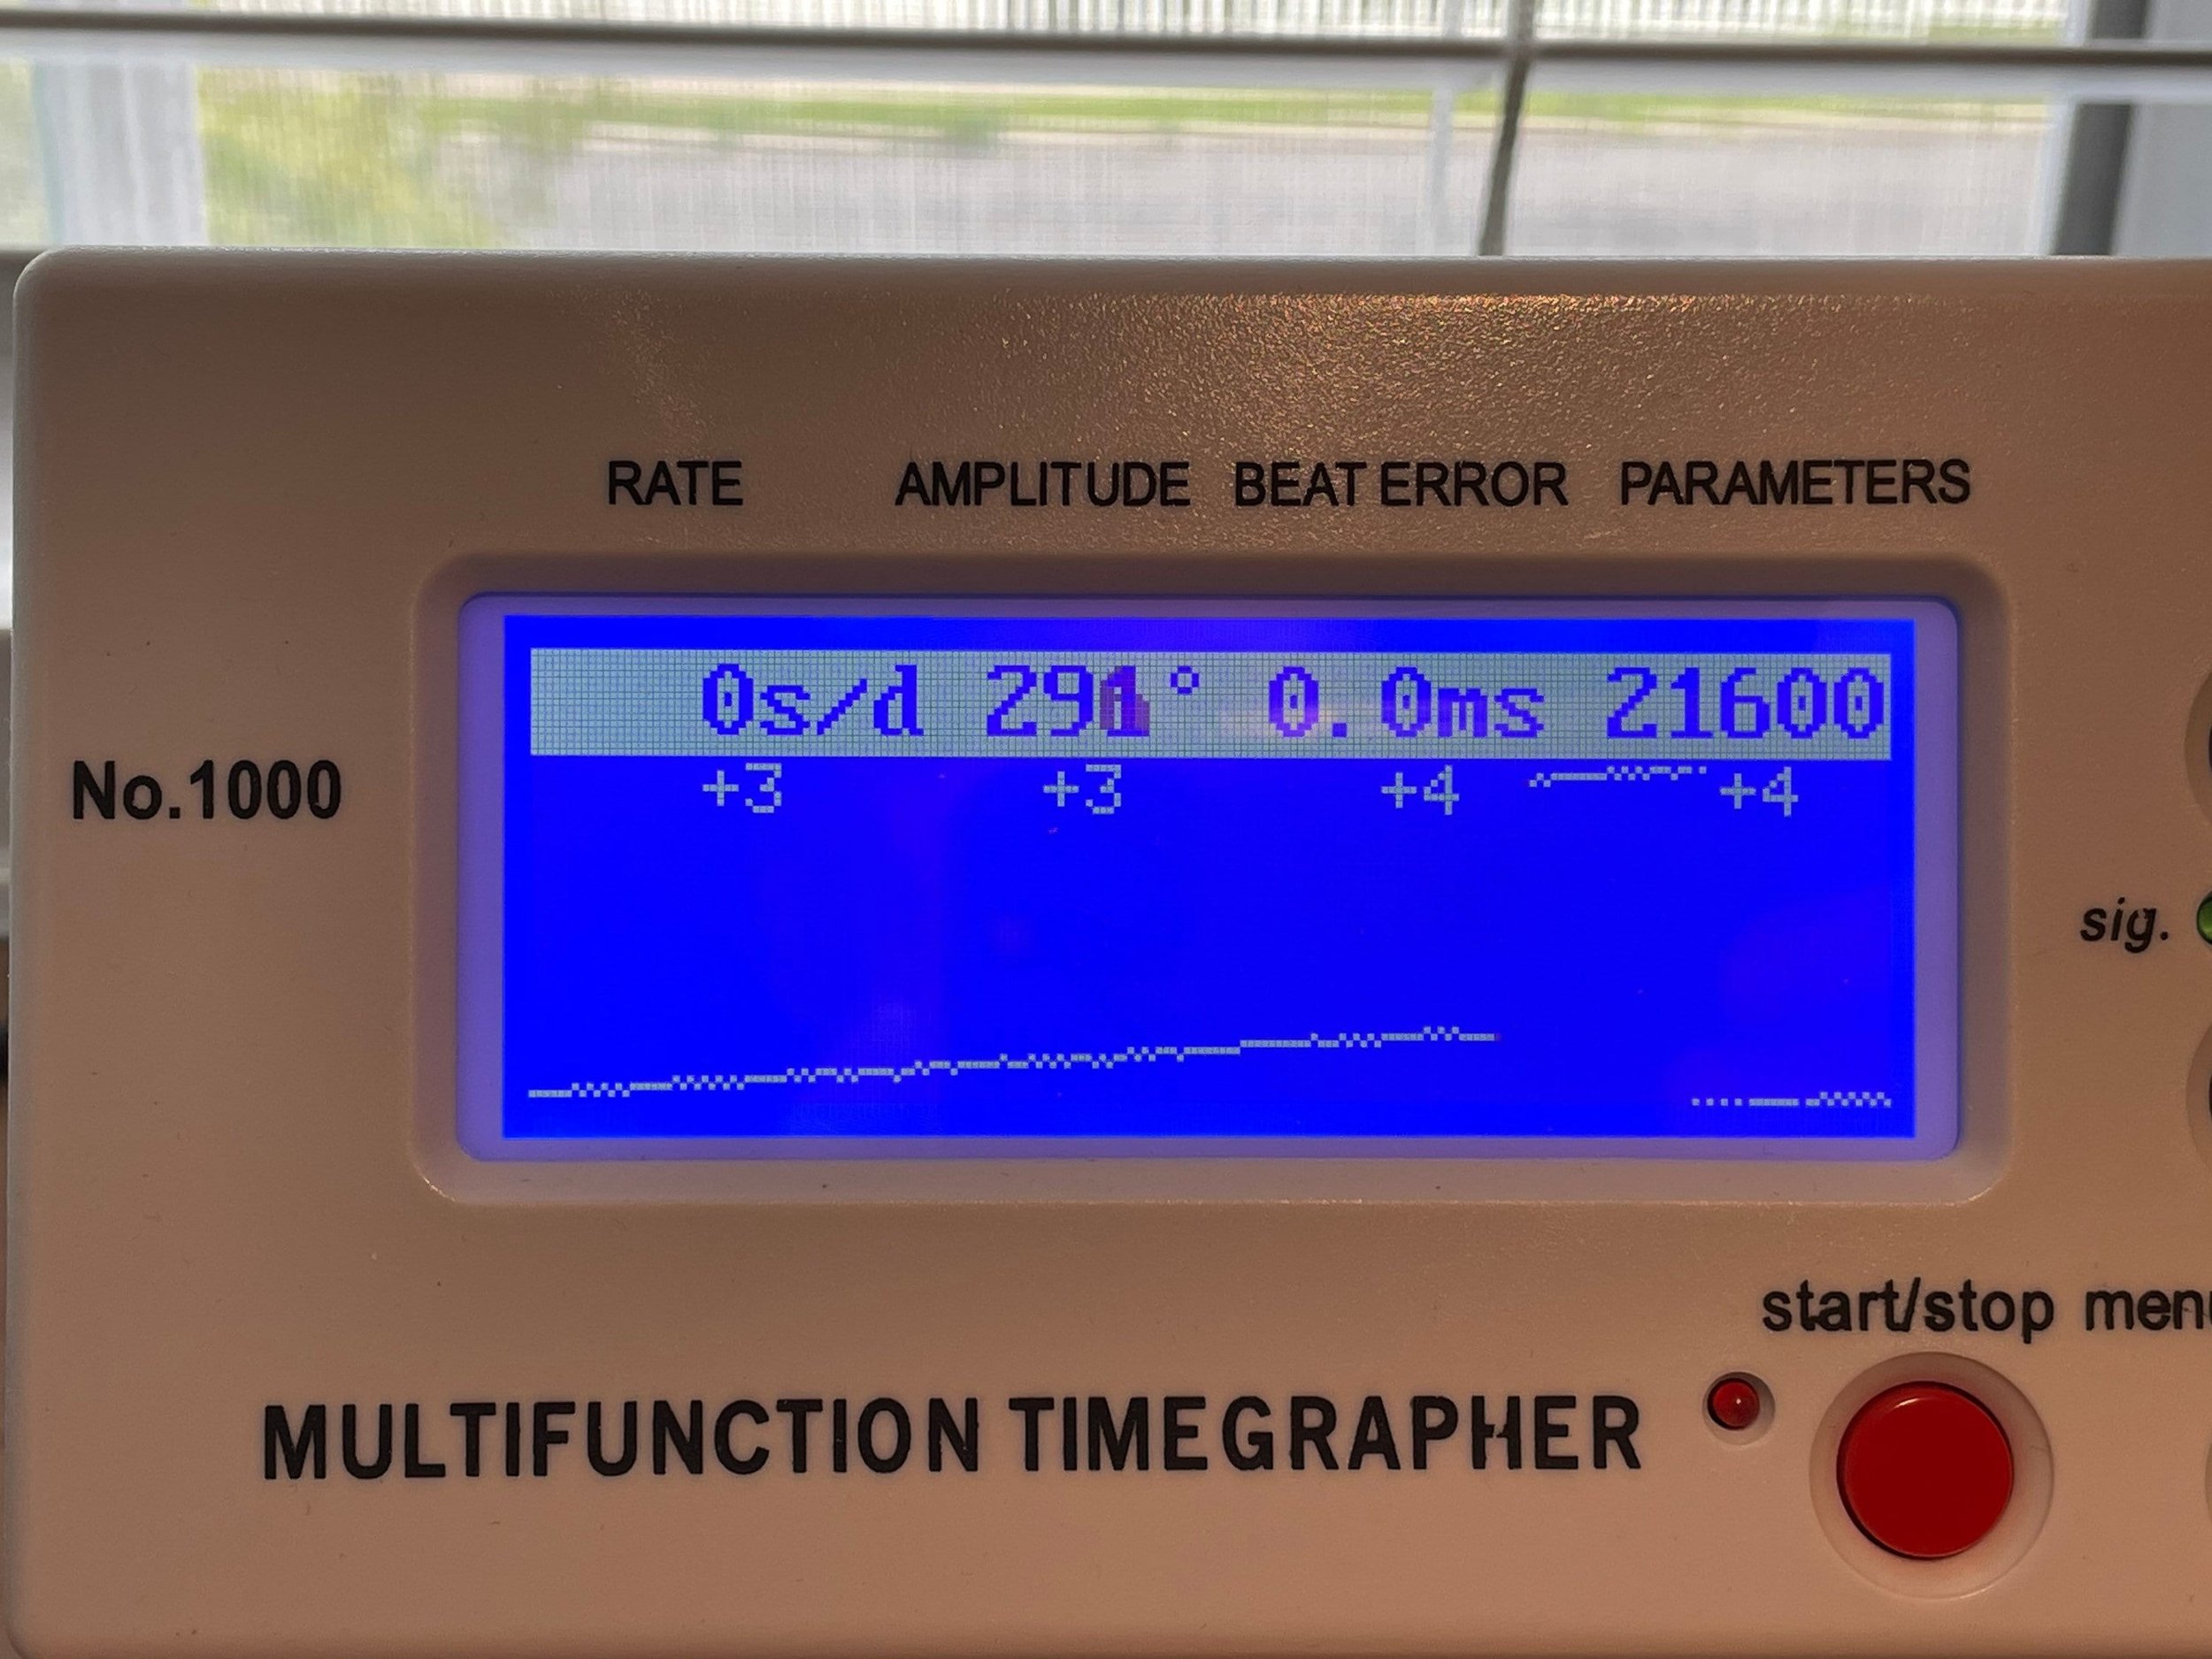 RATE AMPLITUDE BEAT ERROR PARAMETERS
0s/d 291° 0.0ms 21600
+3 +3 +4 +4
No.1000
sig.
start/stop
MULTIFUNCTION TIMEGRAPHER